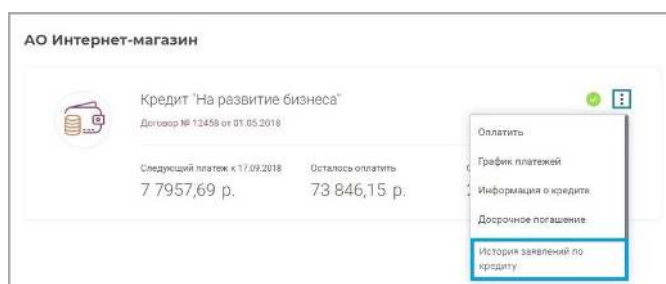 АО Интернет-магазин
Кредит "На развитие бизнеса"
Договор № 12458 от 01.05.2018
Следующий платеж к 17.09.2018
Осталось оплатить
7 7957,69 р.
73 846,15 р.
Оплатить
График платежей
Информация о кредите
Досрочное погашение
История заявлений по
кредиту